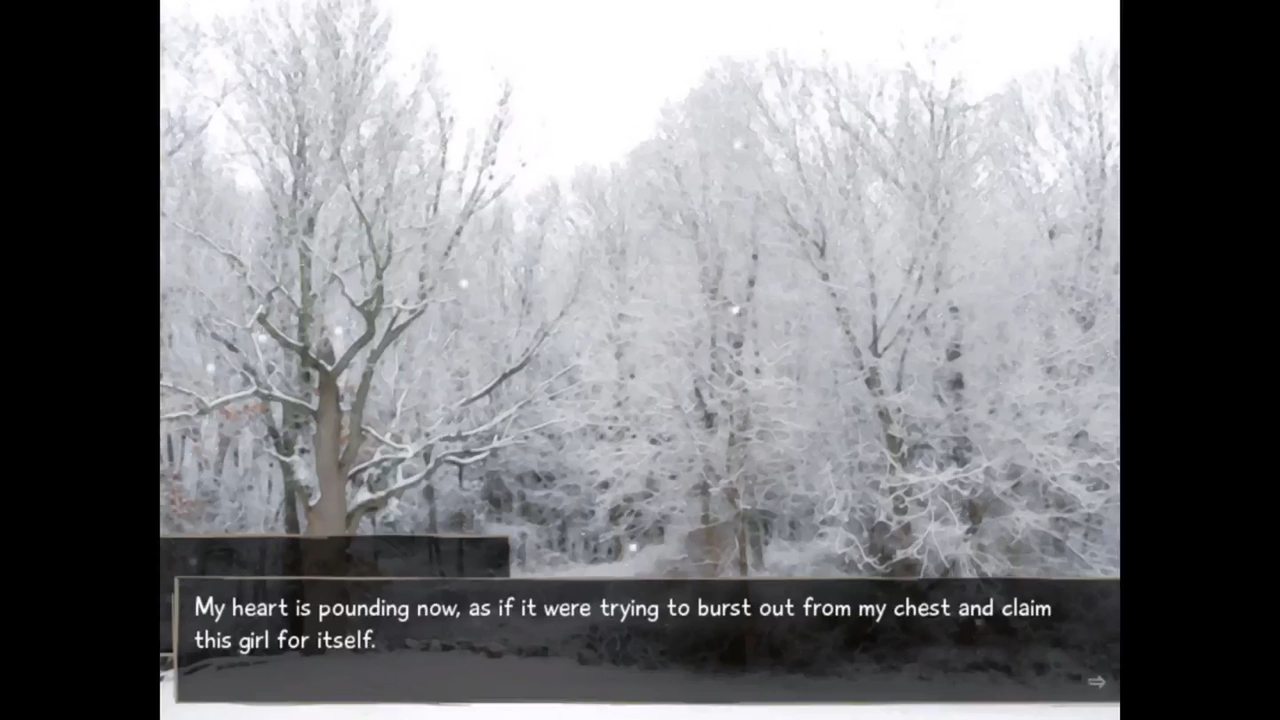 My heart is pounding now, as if it were trying to burst out from my chest and claim
this girl for itself.